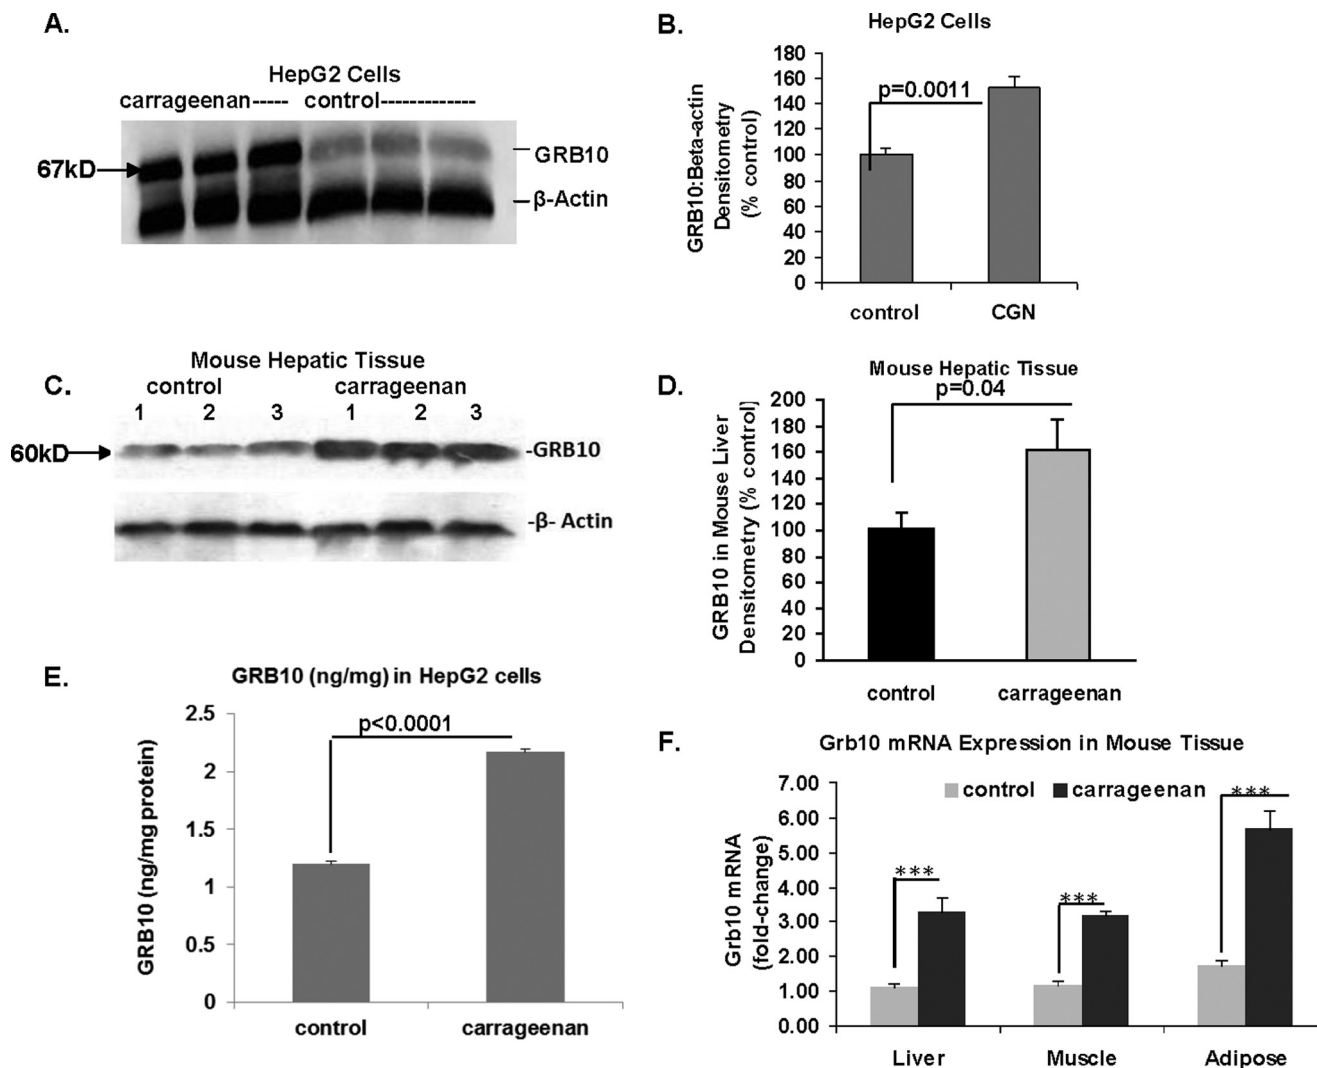 A.
HepG2 Cells
carrageenan----- control-------------
67kD
GRB10
β-Actin
B.
HepG2 Cells
GRB10:Beta-actin
Densitometry
(% control)
180
160
140
120
100
80
60
40
20
0
p=0.0011
control CGN
C.
Mouse Hepatic Tissue
control carrageenan
1 2 3 1 2 3
60kD
-GRB10
-β- Actin
D.
Mouse Hepatic Tissue
p=0.04
GRB10 in Mouse Liver
Densitometry (% control]
200
180
160
140
120
100
80
60
40
20
0
control carrageenan
E.
GRB10 (ng/mg) in HepG2 cells
p<0.0001
GRB10 (ng/mg protein)
2.5
2
1.5
1
0.5
0
control carrageenan
F.
Grb10 mRNA Expression in Mouse Tissue
control carrageenan
Grb10 mRNA
(fold-change)
7.00
6.00
5.00
4.00
3.00
2.00
1.00
0.00
*** *** ***
Liver Muscle Adipose